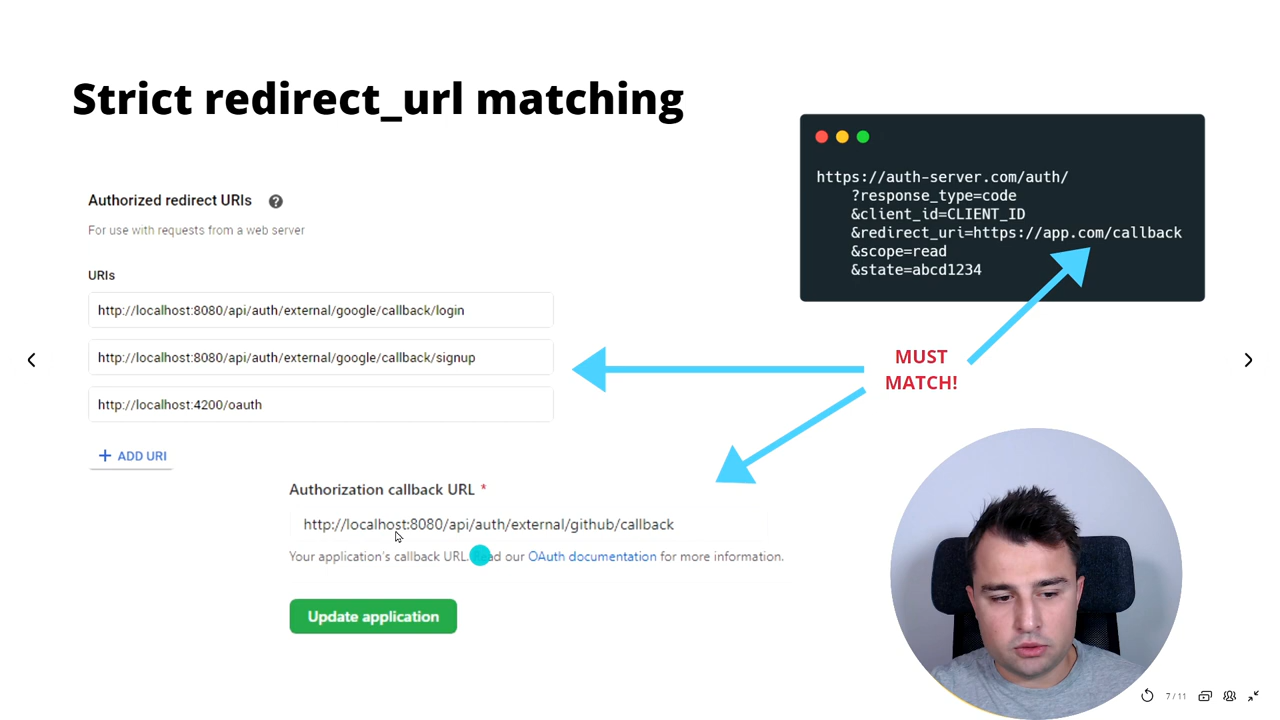 Strict redirect_url matching
Authorized redirect URIs ?
For use with requests from a web server
URIs
http://localhost:8080/api/auth/external/google/callback/login
http://localhost:8080/api/auth/external/google/callback/signup
http://localhost:4200/oauth
+ ADD URI
https://auth-server.com/auth/
?response_type=code
&client_id=CLIENT_ID
&redirect_uri=https://app.com/callback
&scope=read
&state=abcd1234
MUST
MATCH!
Authorization callback URL *
http://localhost:8080/api/auth/external/github/callback
Your application's callback URL. Read our OAuth documentation for more information.
Update application
7 / 11